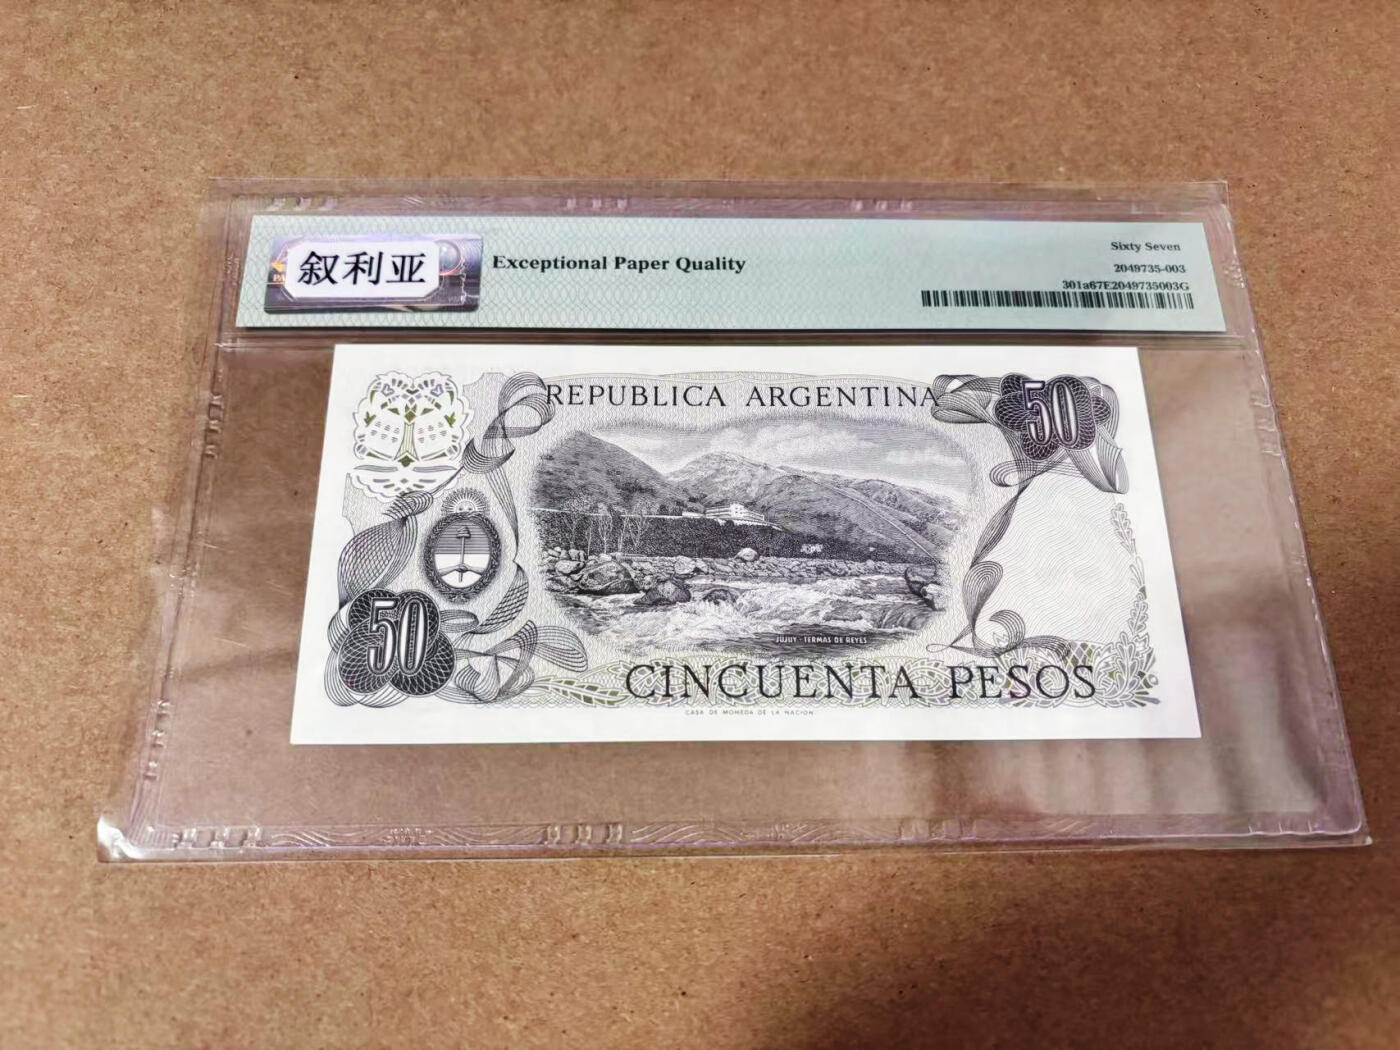 叙利亚
Exceptional Paper Quality
Sixty Seven
2049735-003
301a67E2049735003G
REPUBLICA ARGENTINA
50
50
JUJUY - TERMAS DE REYES
CINCUENTA PESOS
CASA DE MONEDA DE LA NACION